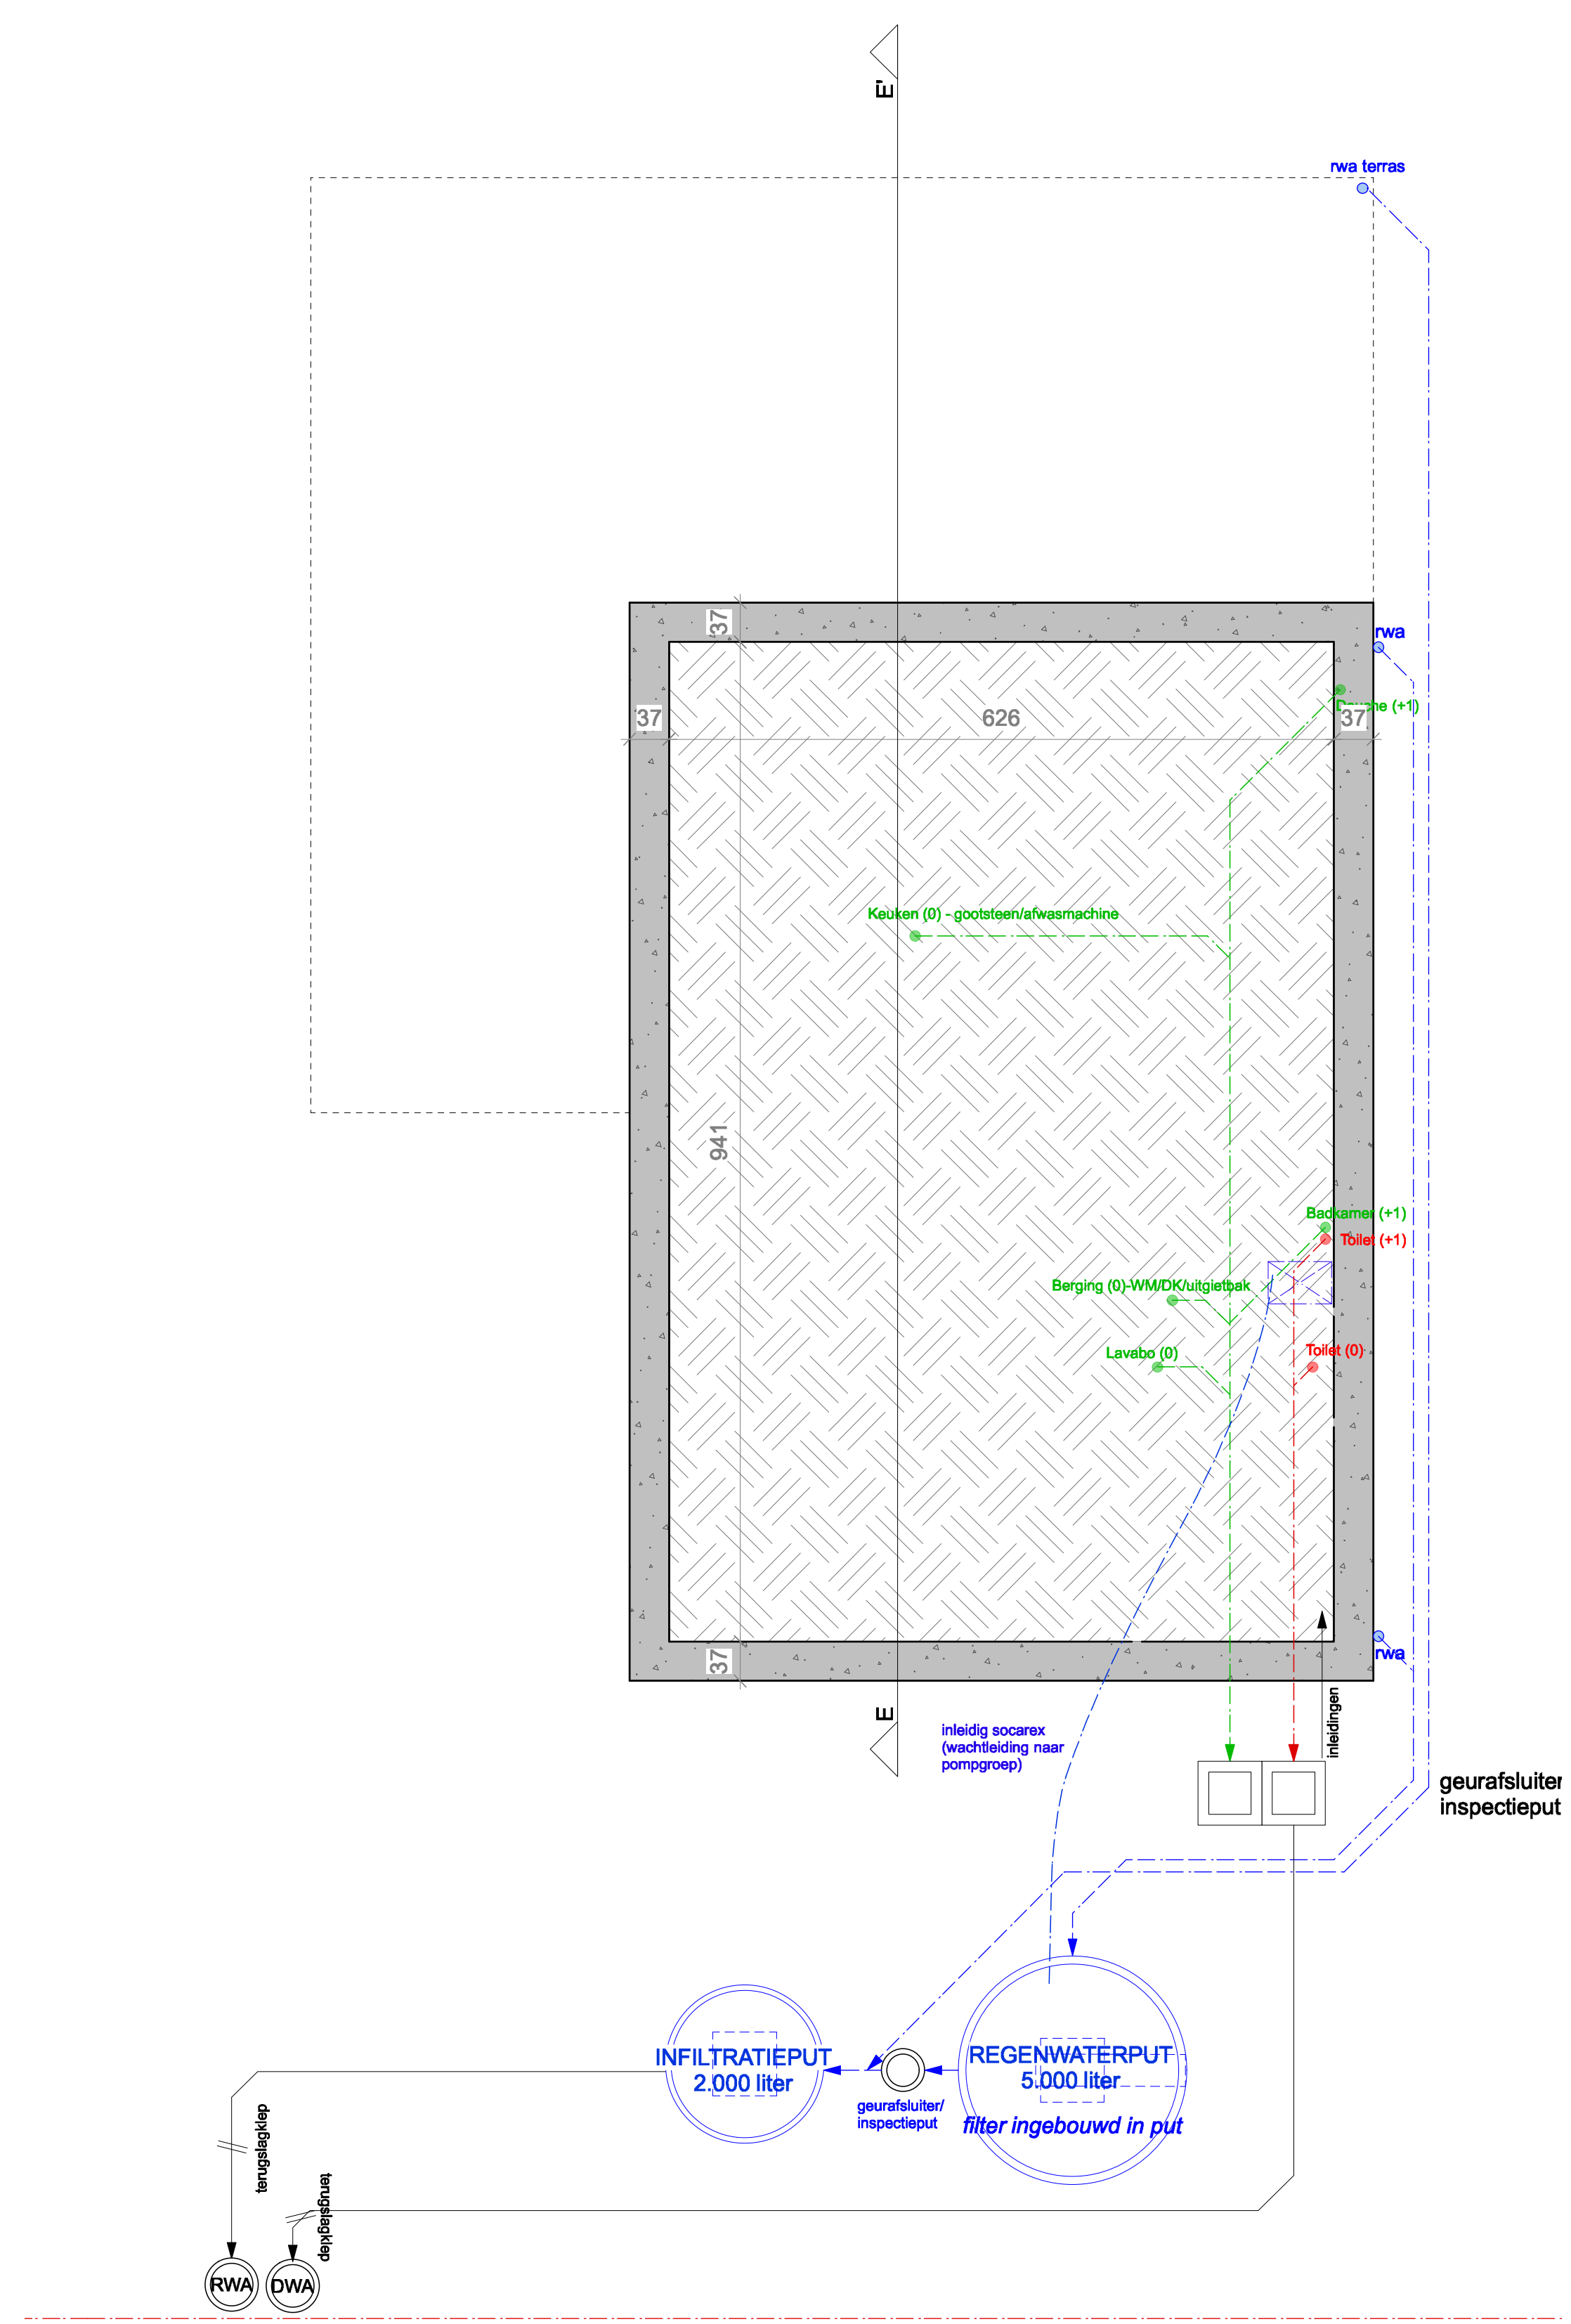 E'
rwa terras
37
rwa
37
626
37
Douche (+1)
Keuken (0) - gootsteen/afwasmachine
941
Badkamer (+1)
Toilet (+1)
Berging (0)-WM/DK/uitgietbak
Lavabo (0)
Toilet (0)
37
rwa
E
inleidig socarex
(wachtleiding naar
pompgroep)
inleidingen
geurafsluiter
inspectieput
INFILTRATIEPUT
2.000 liter
REGENWATERPUT
5.000 liter
filter ingebouwd in put
geurafsluiter/
inspectieput
terugslagklep
terugslagklep
RWA
DWA